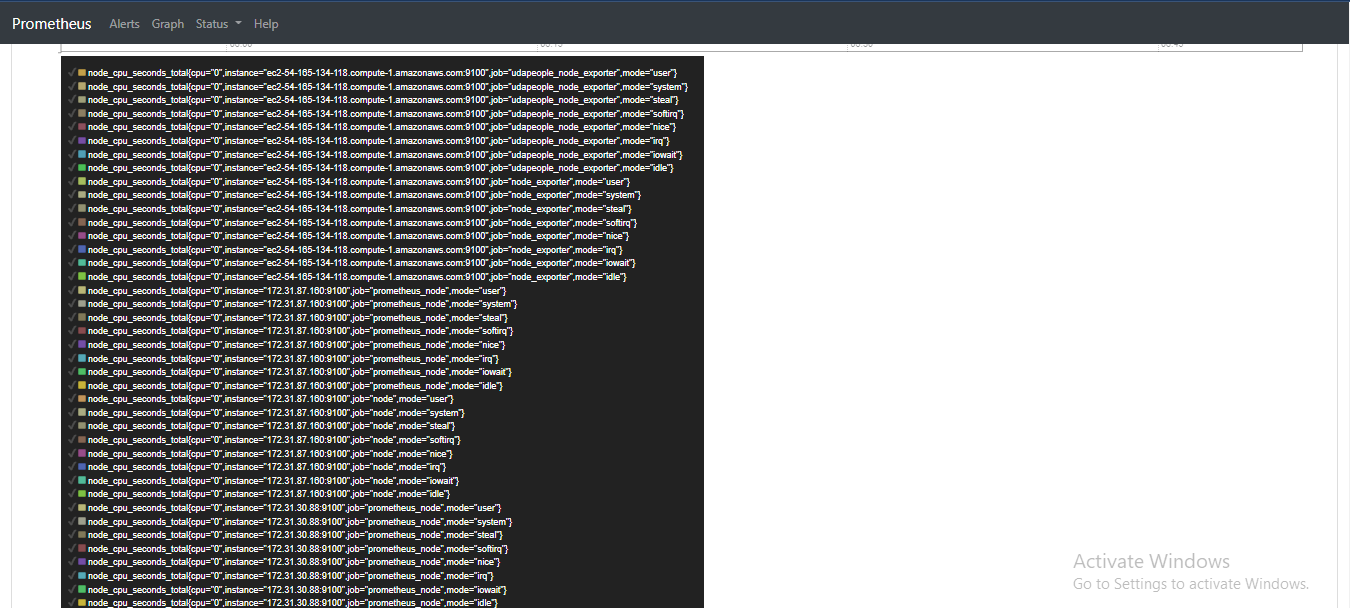 Prometheus Alerts Graph Status Help
node_cpu_seconds_total{cpu="0",instance="ec2-54-165-134-118.compute-1.amazonaws.com:9100",job="udapeople_node_exporter",mode="user"}
node_cpu_seconds_total{cpu="0",instance="ec2-54-165-134-118.compute-1.amazonaws.com:9100",job="udapeople_node_exporter",mode="system"}
node_cpu_seconds_total{cpu="0",instance="ec2-54-165-134-118.compute-1.amazonaws.com:9100",job="udapeople_node_exporter",mode="steal"}
node_cpu_seconds_total{cpu="0",instance="ec2-54-165-134-118.compute-1.amazonaws.com:9100",job="udapeople_node_exporter",mode="softirq"}
node_cpu_seconds_total{cpu="0",instance="ec2-54-165-134-118.compute-1.amazonaws.com:9100",job="udapeople_node_exporter",mode="nice"}
node_cpu_seconds_total{cpu="0",instance="ec2-54-165-134-118.compute-1.amazonaws.com:9100",job="udapeople_node_exporter",mode="irq"}
node_cpu_seconds_total{cpu="0",instance="ec2-54-165-134-118.compute-1.amazonaws.com:9100",job="udapeople_node_exporter",mode="iowait"}
node_cpu_seconds_total{cpu="0",instance="ec2-54-165-134-118.compute-1.amazonaws.com:9100",job="udapeople_node_exporter",mode="idle"}
node_cpu_seconds_total{cpu="0",instance="ec2-54-165-134-118.compute-1.amazonaws.com:9100",job="node_exporter",mode="user"}
node_cpu_seconds_total{cpu="0",instance="ec2-54-165-134-118.compute-1.amazonaws.com:9100",job="node_exporter",mode="system"}
node_cpu_seconds_total{cpu="0",instance="ec2-54-165-134-118.compute-1.amazonaws.com:9100",job="node_exporter",mode="steal"}
node_cpu_seconds_total{cpu="0",instance="ec2-54-165-134-118.compute-1.amazonaws.com:9100",job="node_exporter",mode="softirq"}
node_cpu_seconds_total{cpu="0",instance="ec2-54-165-134-118.compute-1.amazonaws.com:9100",job="node_exporter",mode="nice"}
node_cpu_seconds_total{cpu="0",instance="ec2-54-165-134-118.compute-1.amazonaws.com:9100",job="node_exporter",mode="irq"}
node_cpu_seconds_total{cpu="0",instance="ec2-54-165-134-118.compute-1.amazonaws.com:9100",job="node_exporter",mode="iowait"}
node_cpu_seconds_total{cpu="0",instance="ec2-54-165-134-118.compute-1.amazonaws.com:9100",job="node_exporter",mode="idle"}
node_cpu_seconds_total{cpu="0",instance="172.31.87.160:9100",job="prometheus_node",mode="user"}
node_cpu_seconds_total{cpu="0",instance="172.31.87.160:9100",job="prometheus_node",mode="system"}
node_cpu_seconds_total{cpu="0",instance="172.31.87.160:9100",job="prometheus_node",mode="steal"}
node_cpu_seconds_total{cpu="0",instance="172.31.87.160:9100",job="prometheus_node",mode="softirq"}
node_cpu_seconds_total{cpu="0",instance="172.31.87.160:9100",job="prometheus_node",mode="nice"}
node_cpu_seconds_total{cpu="0",instance="172.31.87.160:9100",job="prometheus_node",mode="irq"}
node_cpu_seconds_total{cpu="0",instance="172.31.87.160:9100",job="prometheus_node",mode="iowait"}
node_cpu_seconds_total{cpu="0",instance="172.31.87.160:9100",job="prometheus_node",mode="idle"}
node_cpu_seconds_total{cpu="0",instance="172.31.87.160:9100",job="node",mode="user"}
node_cpu_seconds_total{cpu="0",instance="172.31.87.160:9100",job="node",mode="system"}
node_cpu_seconds_total{cpu="0",instance="172.31.87.160:9100",job="node",mode="steal"}
node_cpu_seconds_total{cpu="0",instance="172.31.87.160:9100",job="node",mode="softirq"}
node_cpu_seconds_total{cpu="0",instance="172.31.87.160:9100",job="node",mode="nice"}
node_cpu_seconds_total{cpu="0",instance="172.31.87.160:9100",job="node",mode="irq"}
node_cpu_seconds_total{cpu="0",instance="172.31.87.160:9100",job="node",mode="iowait"}
node_cpu_seconds_total{cpu="0",instance="172.31.87.160:9100",job="node",mode="idle"}
node_cpu_seconds_total{cpu="0",instance="172.31.30.88:9100",job="prometheus_node",mode="user"}
node_cpu_seconds_total{cpu="0",instance="172.31.30.88:9100",job="prometheus_node",mode="system"}
node_cpu_seconds_total{cpu="0",instance="172.31.30.88:9100",job="prometheus_node",mode="steal"}
node_cpu_seconds_total{cpu="0",instance="172.31.30.88:9100",job="prometheus_node",mode="softirq"}
node_cpu_seconds_total{cpu="0",instance="172.31.30.88:9100",job="prometheus_node",mode="nice"}
node_cpu_seconds_total{cpu="0",instance="172.31.30.88:9100",job="prometheus_node",mode="irq"}
node_cpu_seconds_total{cpu="0",instance="172.31.30.88:9100",job="prometheus_node",mode="iowait"}
node_cpu_seconds_total{cpu="0",instance="172.31.30.88:9100",job="prometheus_node",mode="idle"}
Activate Windows
Go to Settings to activate Windows.